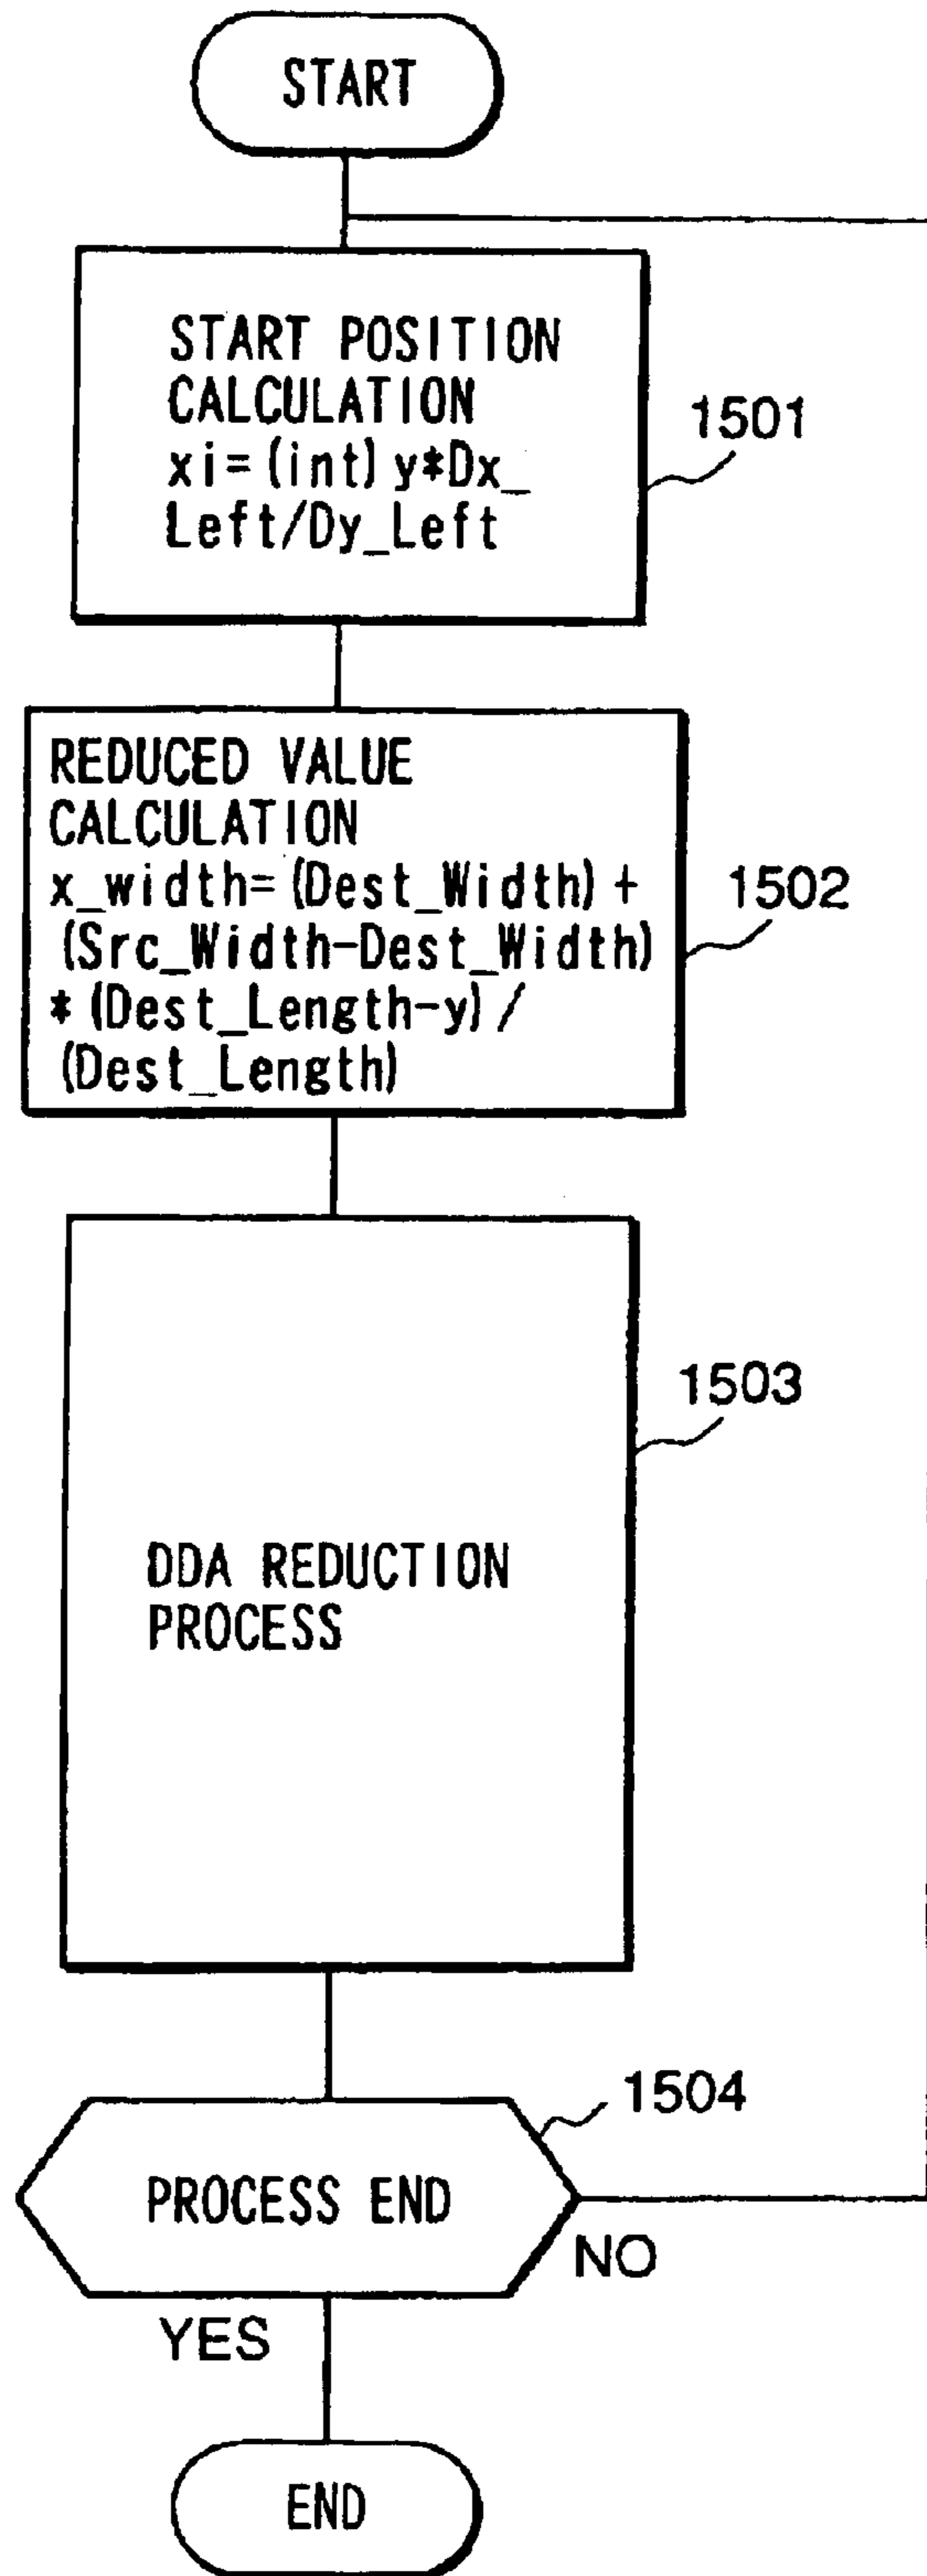 START
START POSITION
CALCULATION
xi=(int) y*Dx_
Left/Dy_Left
1501
REDUCED VALUE
CALCULATION
x_width=(Dest_Width)+
(Src_Width-Dest_Width)
*(Dest_Length-y)/
(Dest_Length)
1502
1503
DDA REDUCTION
PROCESS
1504
PROCESS END
NO
YES
END